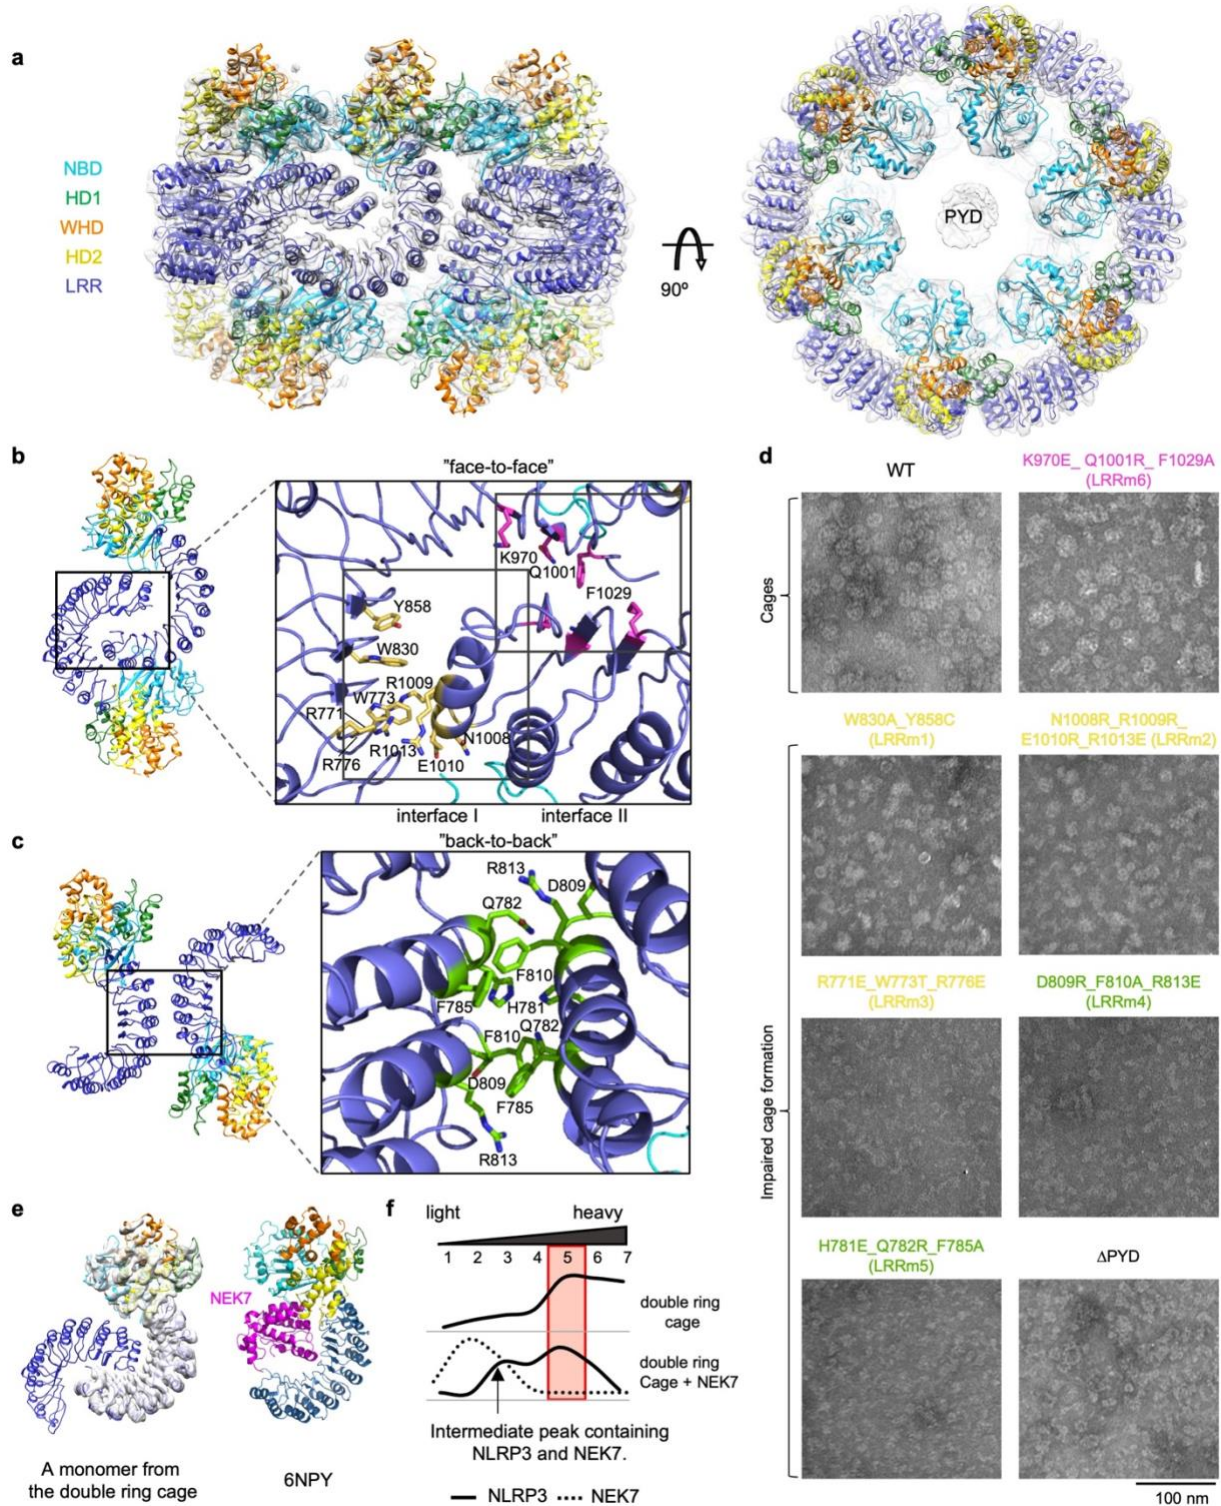 a
NBD
HD1
WHD
HD2
LRR
90º
PYD
b
"face-to-face"
K970
Q1001
F1029
Y858
W830
R1009
W773
R771
R1013
N1008
R776
E1010
interface I
interface II
c
"back-to-back"
R813
D809
Q782
F810
F785
H781
Q782
F810
D809
F785
R813
d
WT
K970E_ Q1001R_ F1029A
(LRRm6)
Cages
W830A_Y858C
(LRRm1)
N1008R_R1009R_
E1010R_R1013E (LRRm2)
Impaired cage formation
R771E_W773T_R776E
(LRRm3)
D809R_F810A_R813E
(LRRm4)
H781E_Q782R_F785A
(LRRm5)
ΔPYD
100 nm
e
NEK7
A monomer from
the double ring cage
6NPY
f
light
heavy
1 2 3 4 5 6 7
double ring
cage
double ring
Cage + NEK7
Intermediate peak containing
NLRP3 and NEK7.
NLRP3
NEK7